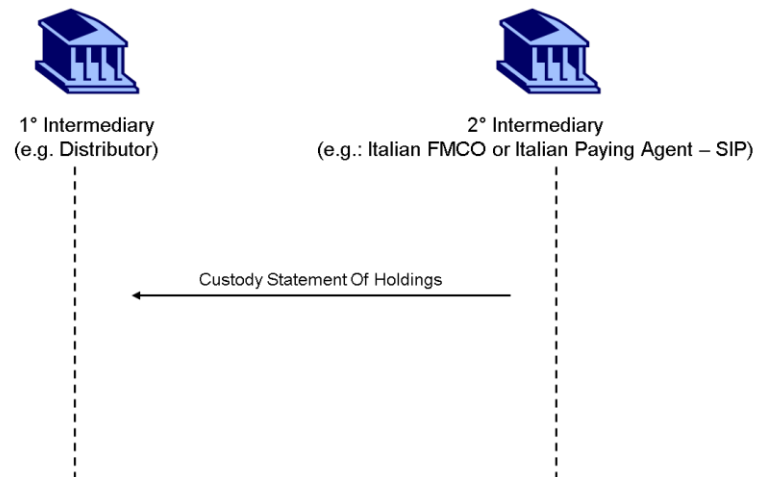 1° Intermediary
(e.g. Distributor)
2° Intermediary
(e.g.: Italian FMCO or Italian Paying Agent – SIP)
Custody Statement Of Holdings